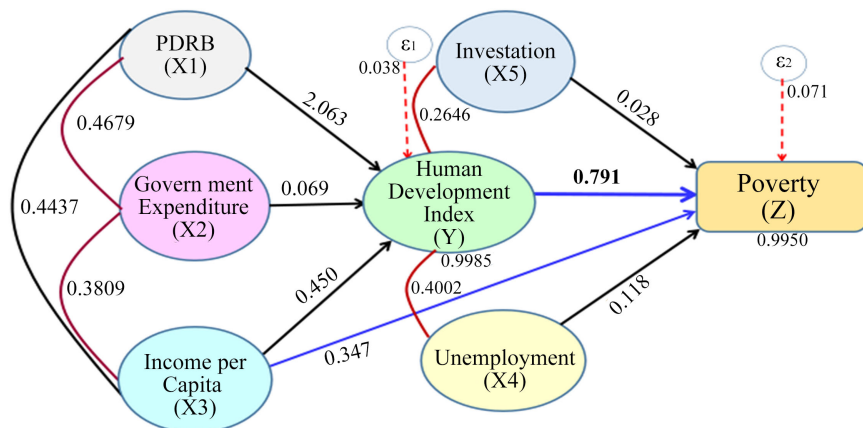 PDRB
(X1)
ε1
0.038
Investation
(X5)
ε2
0.071
2.063
0.2646
0.028
0.4679
Govern ment
Expenditure
(X2)
0.069
Human
Development
Index
(Y)
0.791
Poverty
(Z)
0.4437
0.9985
0.9950
0.3809
0.450
0.4002
0.118
0.347
Income per
Capita
(X3)
Unemployment
(X4)